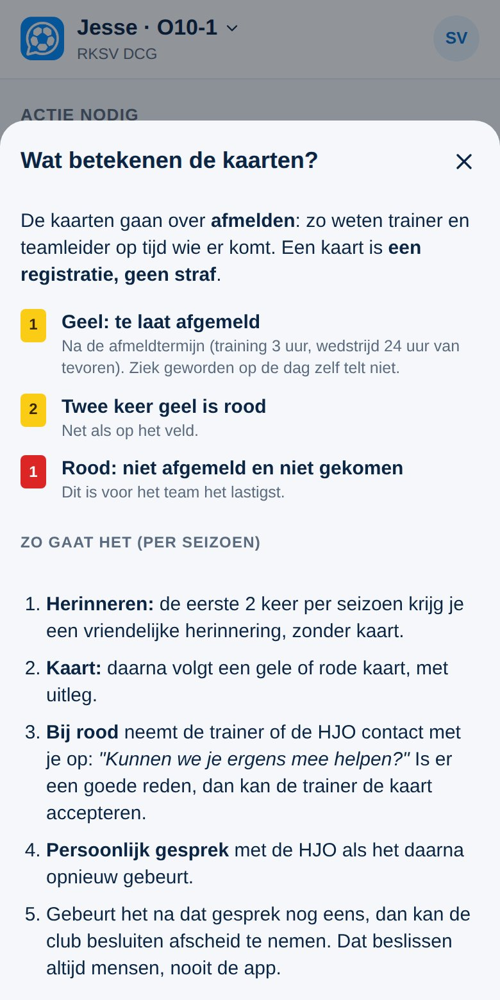 Jesse · O10-1
RKSV DCG
SV
ACTIE NODIG
Wat betekenen de kaarten?
De kaarten gaan over afmelden: zo weten trainer en
teamleider op tijd wie er komt. Een kaart is een
registratie, geen straf.
1
Geel: te laat afgemeld
Na de afmeldtermijn (training 3 uur, wedstrijd 24 uur van
tevoren). Ziek geworden op de dag zelf telt niet.
2
Twee keer geel is rood
Net als op het veld.
1
Rood: niet afgemeld en niet gekomen
Dit is voor het team het lastigst.
ZO GAAT HET (PER SEIZOEN)
1. Herinneren: de eerste 2 keer per seizoen krijg je
een vriendelijke herinnering, zonder kaart.
2. Kaart: daarna volgt een gele of rode kaart, met
uitleg.
3. Bij rood neemt de trainer of de HJO contact met
je op: "Kunnen we je ergens mee helpen?" Is er
een goede reden, dan kan de trainer de kaart
accepteren.
4. Persoonlijk gesprek met de HJO als het daarna
opnieuw gebeurt.
5. Gebeurt het na dat gesprek nog eens, dan kan de
club besluiten afscheid te nemen. Dat beslissen
altijd mensen, nooit de app.